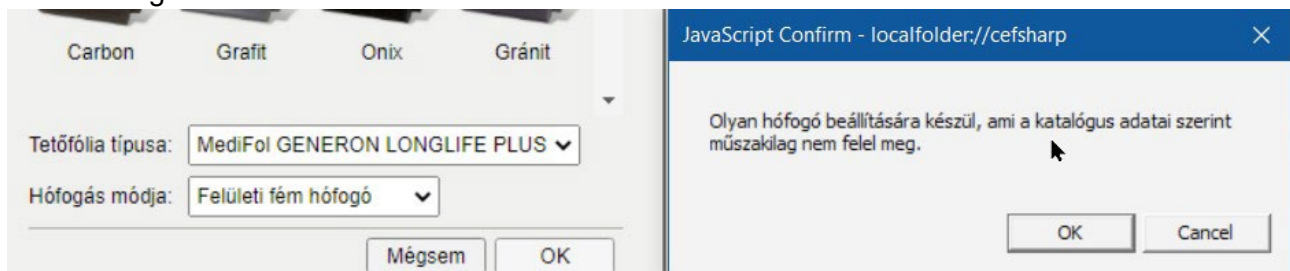 Carbon Grafit Onix Gránit
Tetőfólia típusa: MediFol GENERON LONGLIFE PLUS
Hófogás módja: Felületi fém hófogó
Mégsem OK
JavaScript Confirm - localfolder://cefsharp
Olyan hófogó beállítására készül, ami a katalógus adatai szerint
műszakilag nem felel meg.
OK Cancel